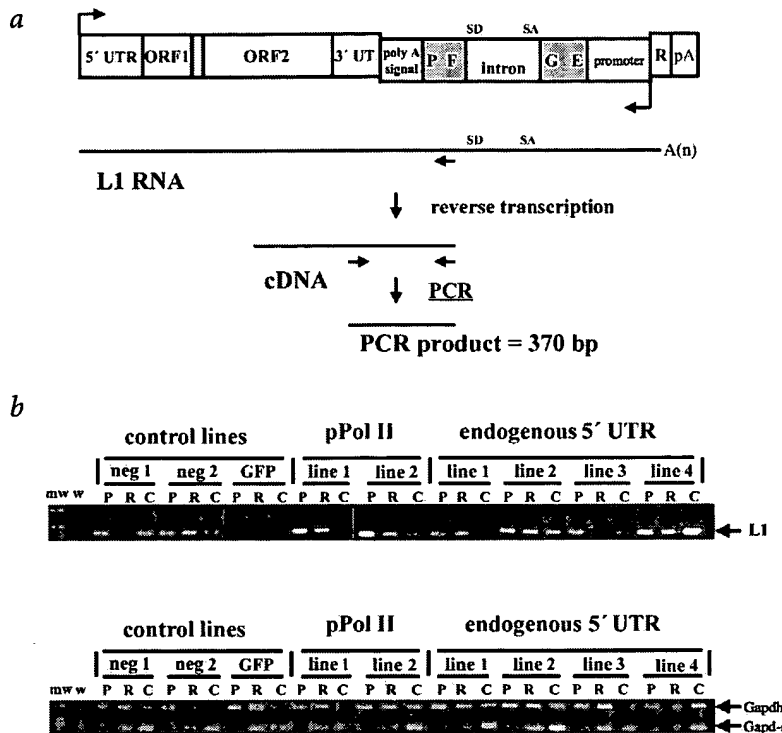 a
SD SA
5´ UTR ORF1 ORF2 3´ UT poly A signal P F intron G E promoter R pA
SD SA
A(n)
L1 RNA
reverse transcription
cDNA
PCR
PCR product = 370 bp
b
control lines pPol II endogenous 5´ UTR
neg 1 neg 2 GFP line 1 line 2 line 1 line 2 line 3 line 4
mw w P R C P R C P R C P R C P R C P R C P R C P R C P R C
L1
control lines pPol II endogenous 5´ UTR
neg 1 neg 2 GFP line 1 line 2 line 1 line 2 line 3 line 4
mw w P R C P R C P R C P R C P R C P R C P R C P R C P R C
Gapdh